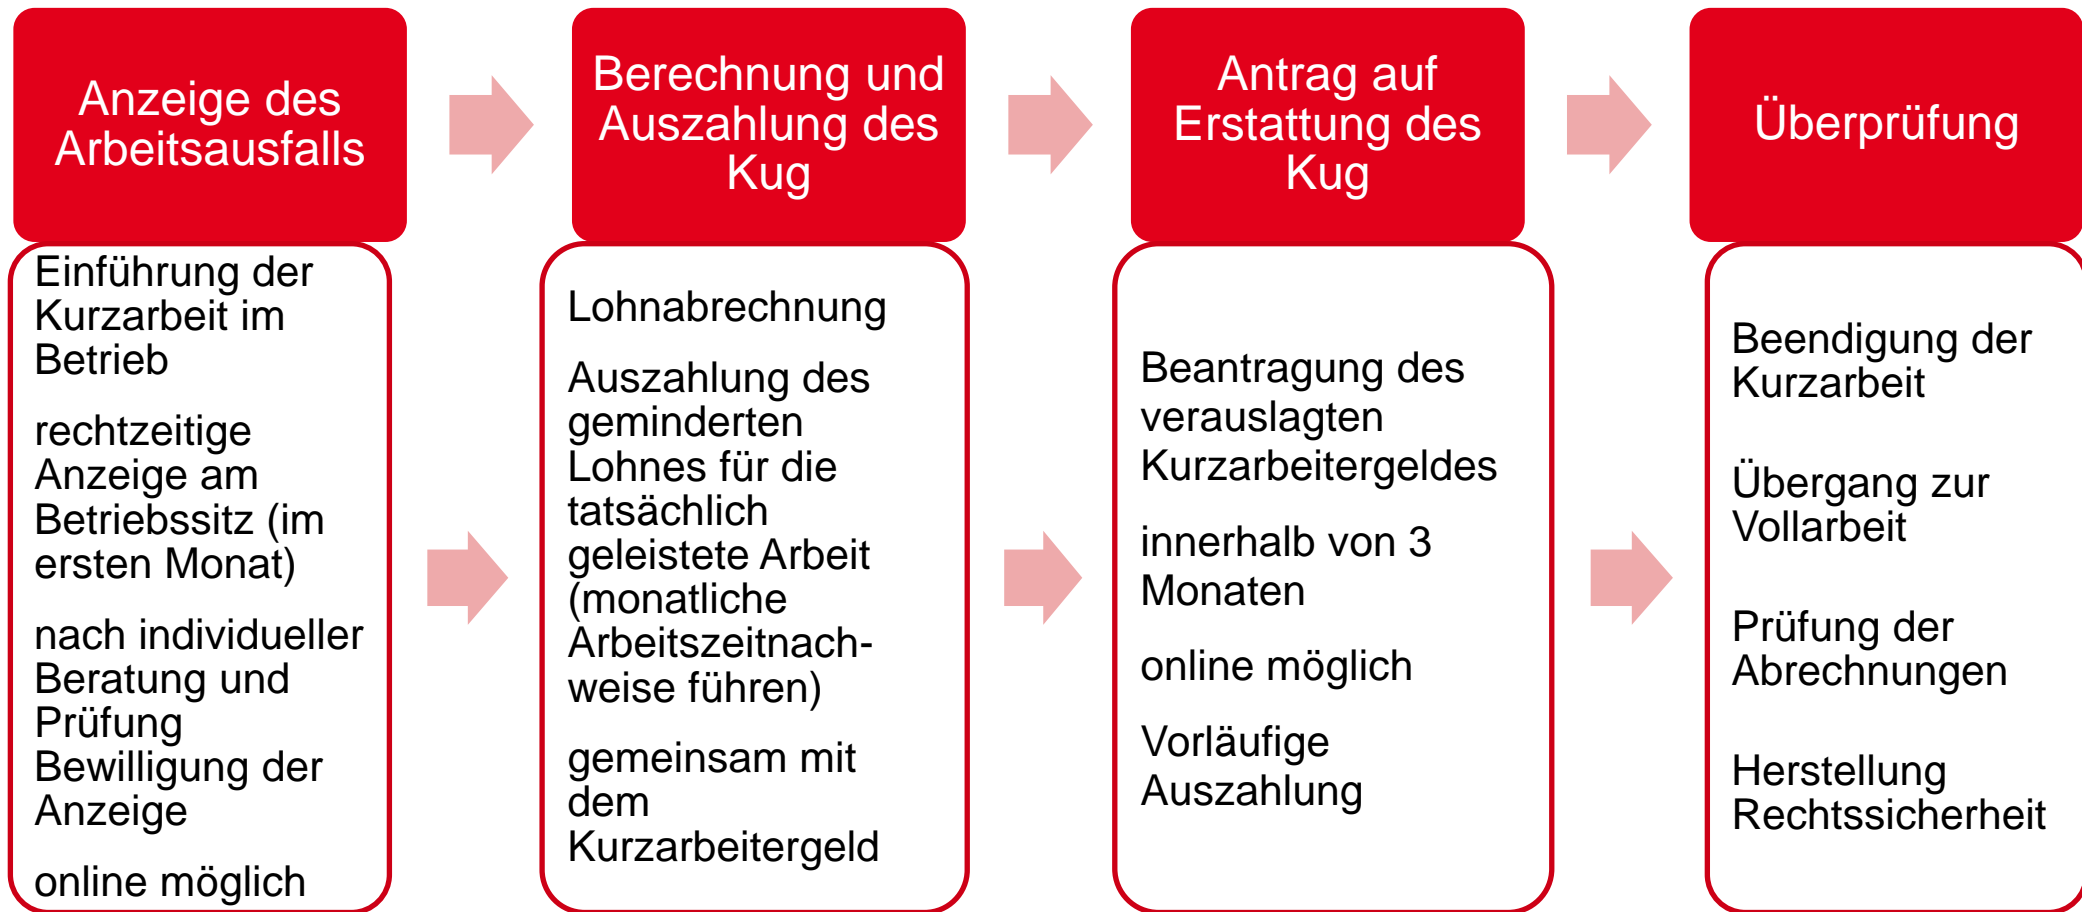 Anzeige des
Arbeitsausfalls
Einführung der
Kurzarbeit im
Betrieb
rechtzeitige
Anzeige am
Betriebssitz (im
ersten Monat)
nach individueller
Beratung und
Prüfung
Bewilligung der
Anzeige
online möglich
Berechnung und
Auszahlung des
Kug
Lohnabrechnung
Auszahlung des
geminderten
Lohnes für die
tatsächlich
geleistete Arbeit
(monatliche
Arbeitszeitnach-
weise führen)
gemeinsam mit
dem
Kurzarbeitergeld
Antrag auf
Erstattung des
Kug
Beantragung des
verauslagten
Kurzarbeitergeldes
innerhalb von 3
Monaten
online möglich
Vorläufige
Auszahlung
Überprüfung
Beendigung der
Kurzarbeit
Übergang zur
Vollarbeit
Prüfung der
Abrechnungen
Herstellung
Rechtssicherheit